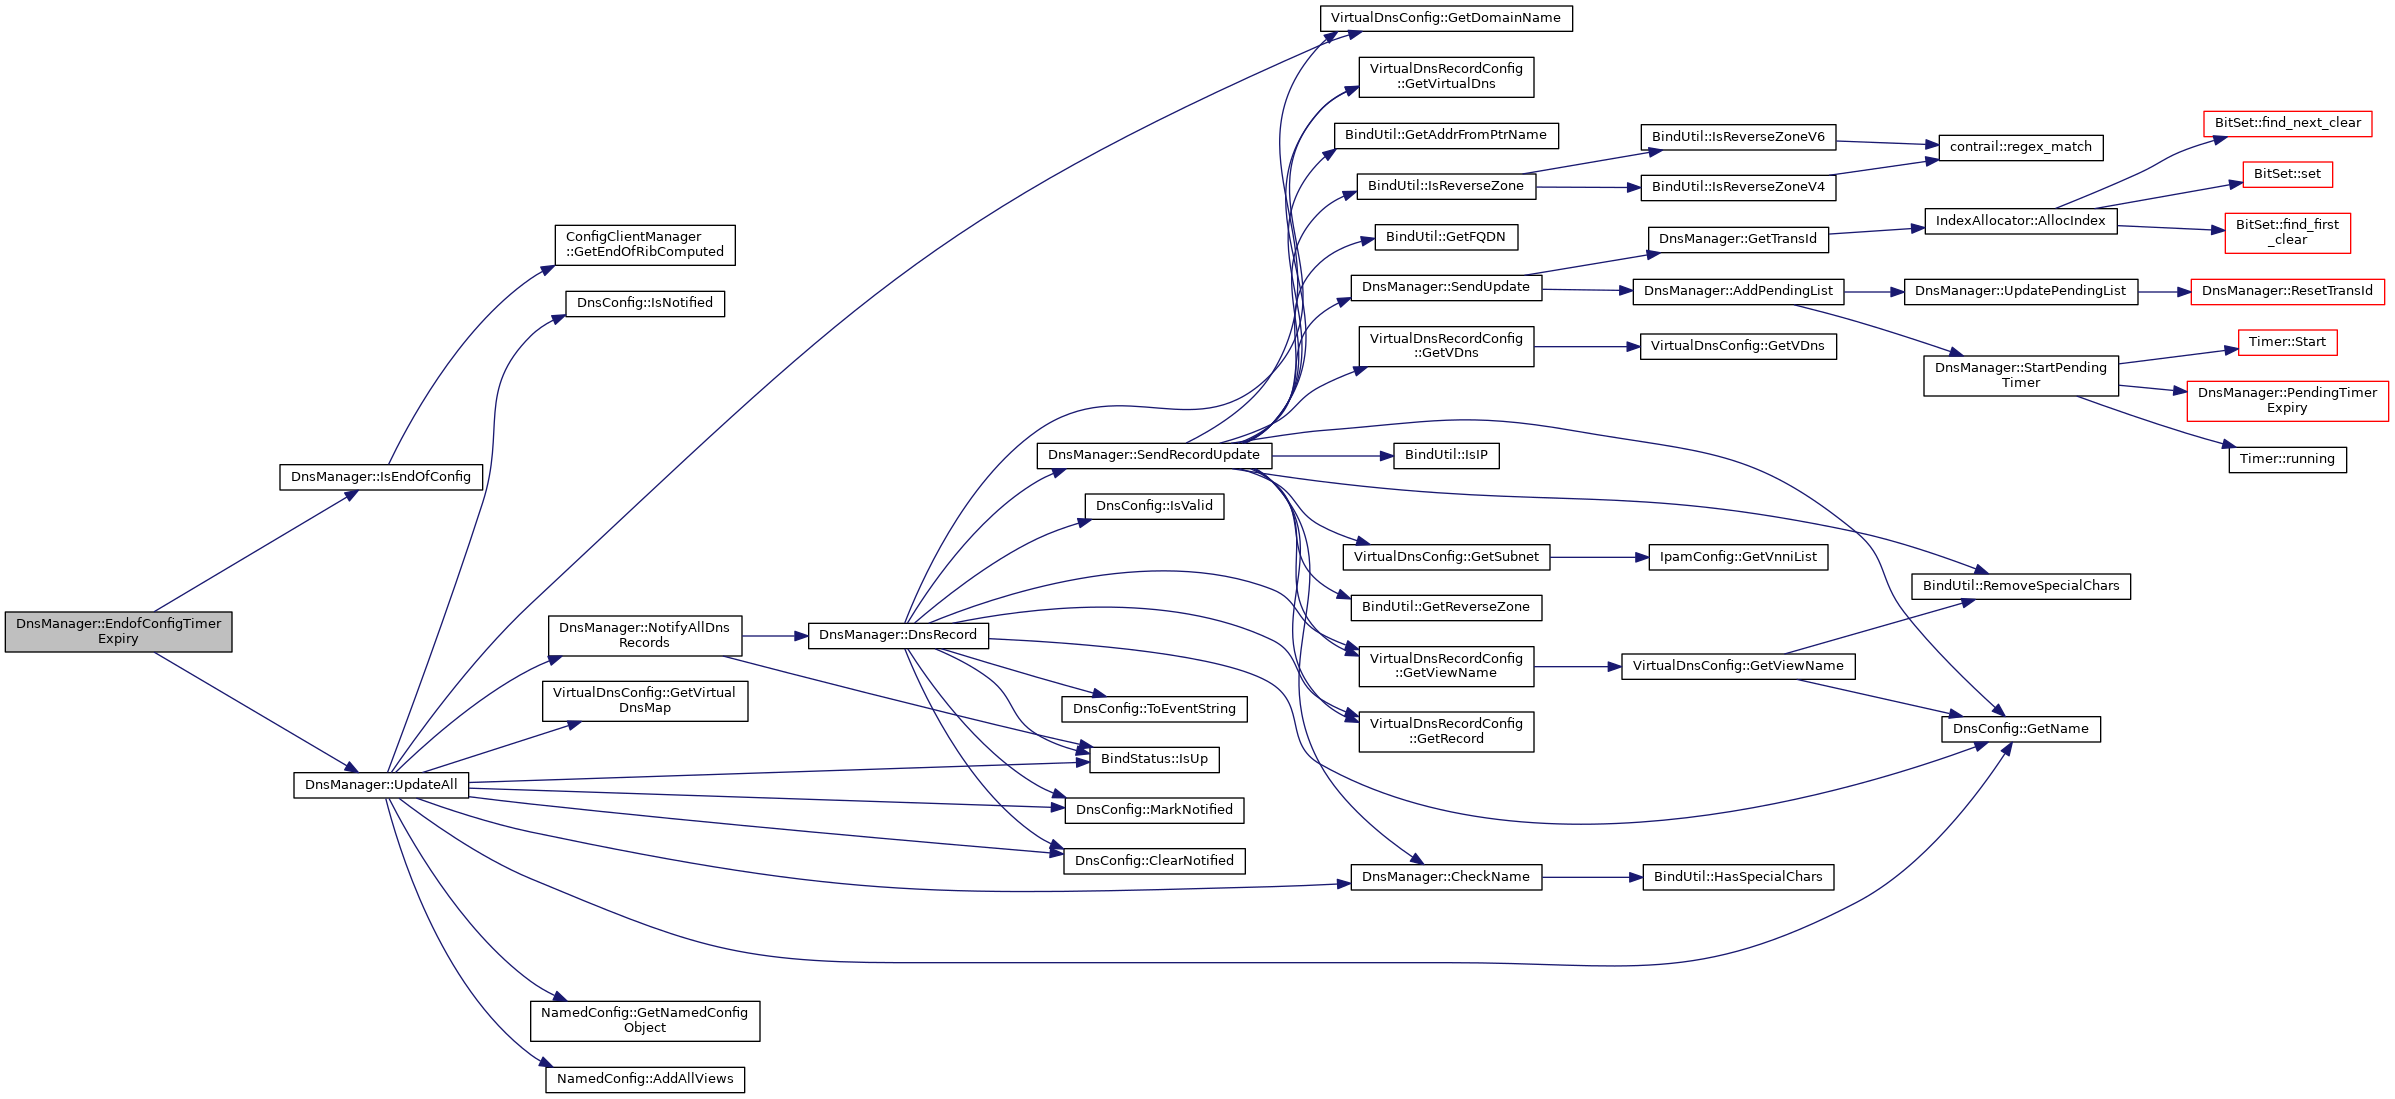 DnsManager::EndofConfigTimer
Expiry
DnsManager::IsEndOfConfig
DnsManager::UpdateAll
ConfigClientManager
::GetEndOfRibComputed
DnsConfig::IsNotified
DnsManager::NotifyAllDns
Records
VirtualDnsConfig::GetVirtual
DnsMap
NamedConfig::GetNamedConfig
Object
NamedConfig::AddAllViews
DnsManager::DnsRecord
DnsManager::SendRecordUpdate
DnsConfig::IsValid
DnsConfig::ToEventString
BindStatus::IsUp
DnsConfig::MarkNotified
DnsConfig::ClearNotified
VirtualDnsConfig::GetDomainName
VirtualDnsRecordConfig
::GetVirtualDns
BindUtil::GetAddrFromPtrName
BindUtil::IsReverseZone
BindUtil::GetFQDN
DnsManager::SendUpdate
VirtualDnsRecordConfig
::GetVDns
BindUtil::IsIP
VirtualDnsConfig::GetSubnet
BindUtil::GetReverseZone
VirtualDnsRecordConfig
::GetViewName
VirtualDnsRecordConfig
::GetRecord
DnsManager::CheckName
BindUtil::IsReverseZoneV6
BindUtil::IsReverseZoneV4
DnsManager::GetTransId
DnsManager::AddPendingList
VirtualDnsConfig::GetVDns
IpamConfig::GetVnniList
VirtualDnsConfig::GetViewName
BindUtil::HasSpecialChars
contrail::regex_match
IndexAllocator::AllocIndex
DnsManager::UpdatePendingList
DnsManager::StartPending
Timer
BindUtil::RemoveSpecialChars
DnsConfig::GetName
BitSet::find_next_clear
BitSet::set
BitSet::find_first
_clear
DnsManager::ResetTransId
Timer::Start
DnsManager::PendingTimer
Expiry
Timer::running